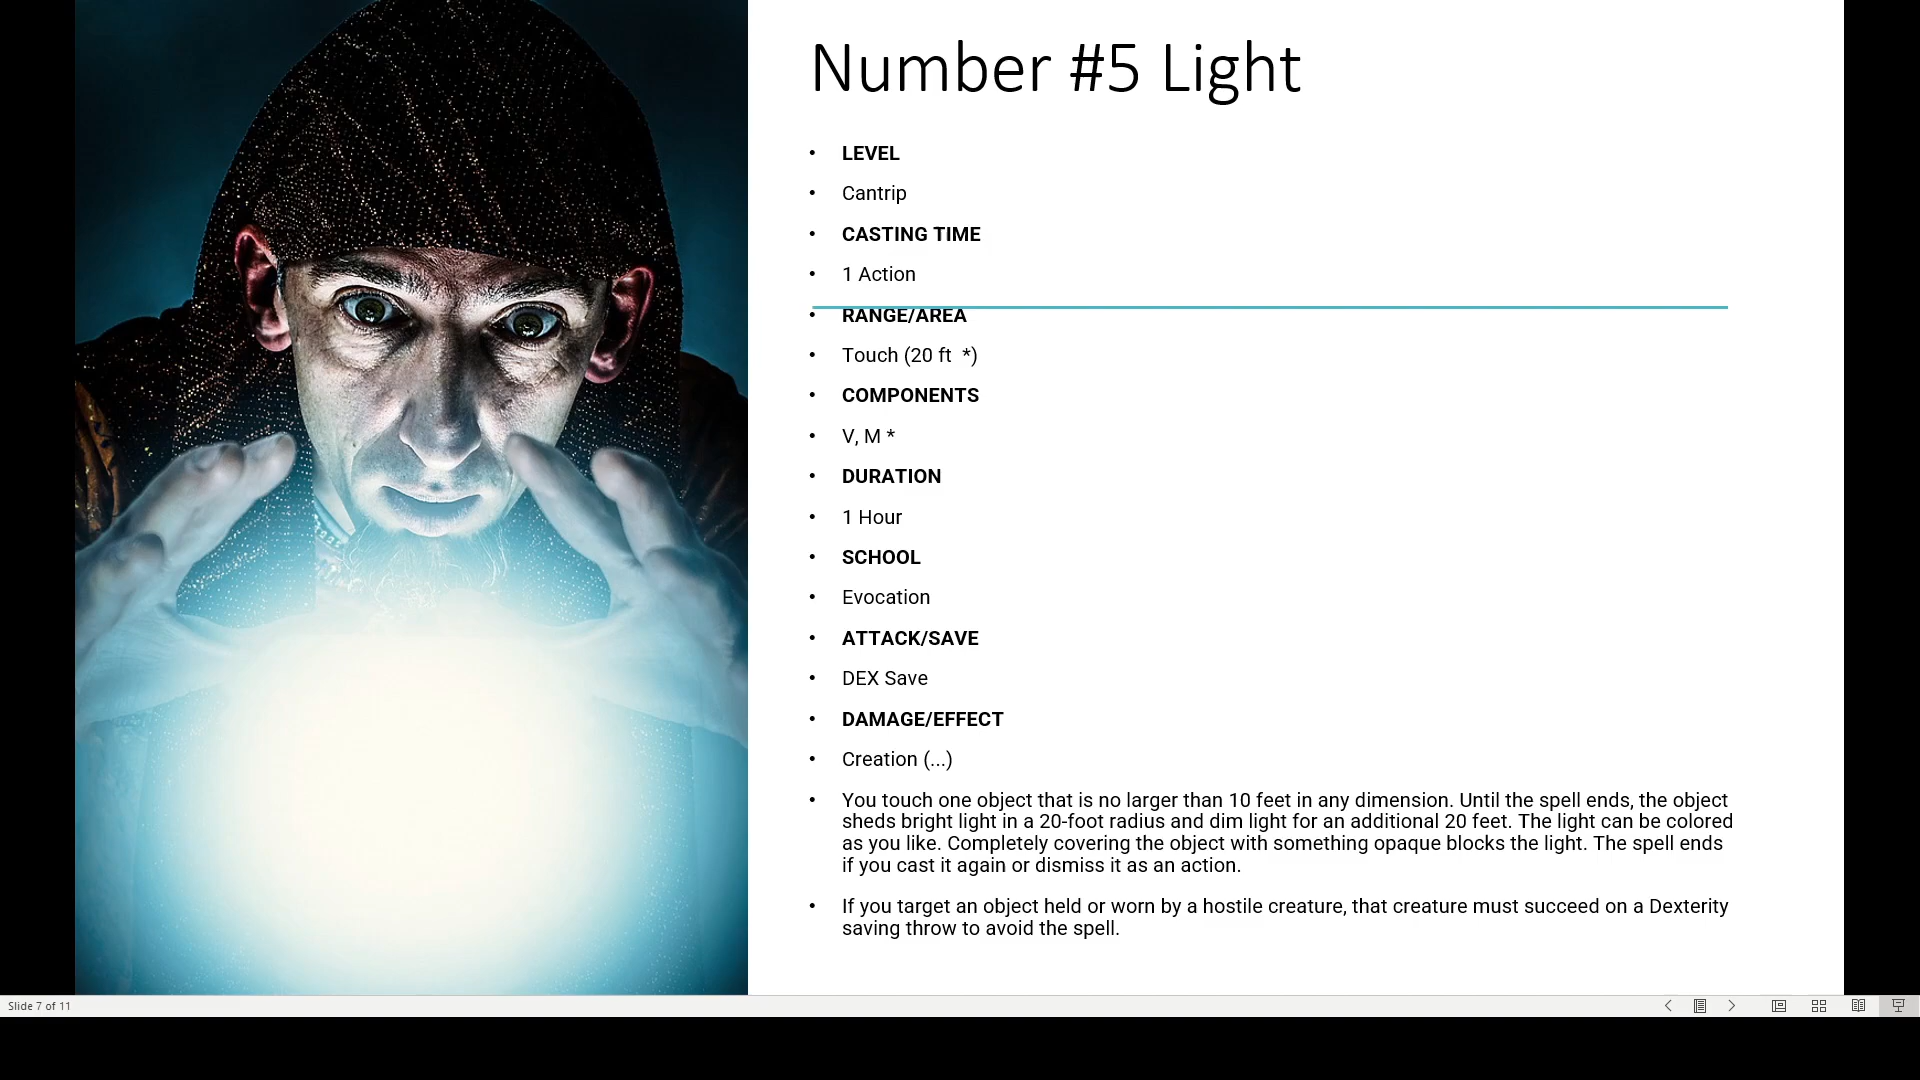 Number #5 Light
• LEVEL
• Cantrip
• CASTING TIME
• 1 Action
• RANGE/AREA
• Touch (20 ft  *)
• COMPONENTS
• V, M *
• DURATION
• 1 Hour
• SCHOOL
• Evocation
• ATTACK/SAVE
• DEX Save
• DAMAGE/EFFECT
• Creation (...)
• You touch one object that is no larger than 10 feet in any dimension. Until the spell ends, the object
sheds bright light in a 20-foot radius and dim light for an additional 20 feet. The light can be colored
as you like. Completely covering the object with something opaque blocks the light. The spell ends
if you cast it again or dismiss it as an action.
• If you target an object held or worn by a hostile creature, that creature must succeed on a Dexterity
saving throw to avoid the spell.
Slide 7 of 11